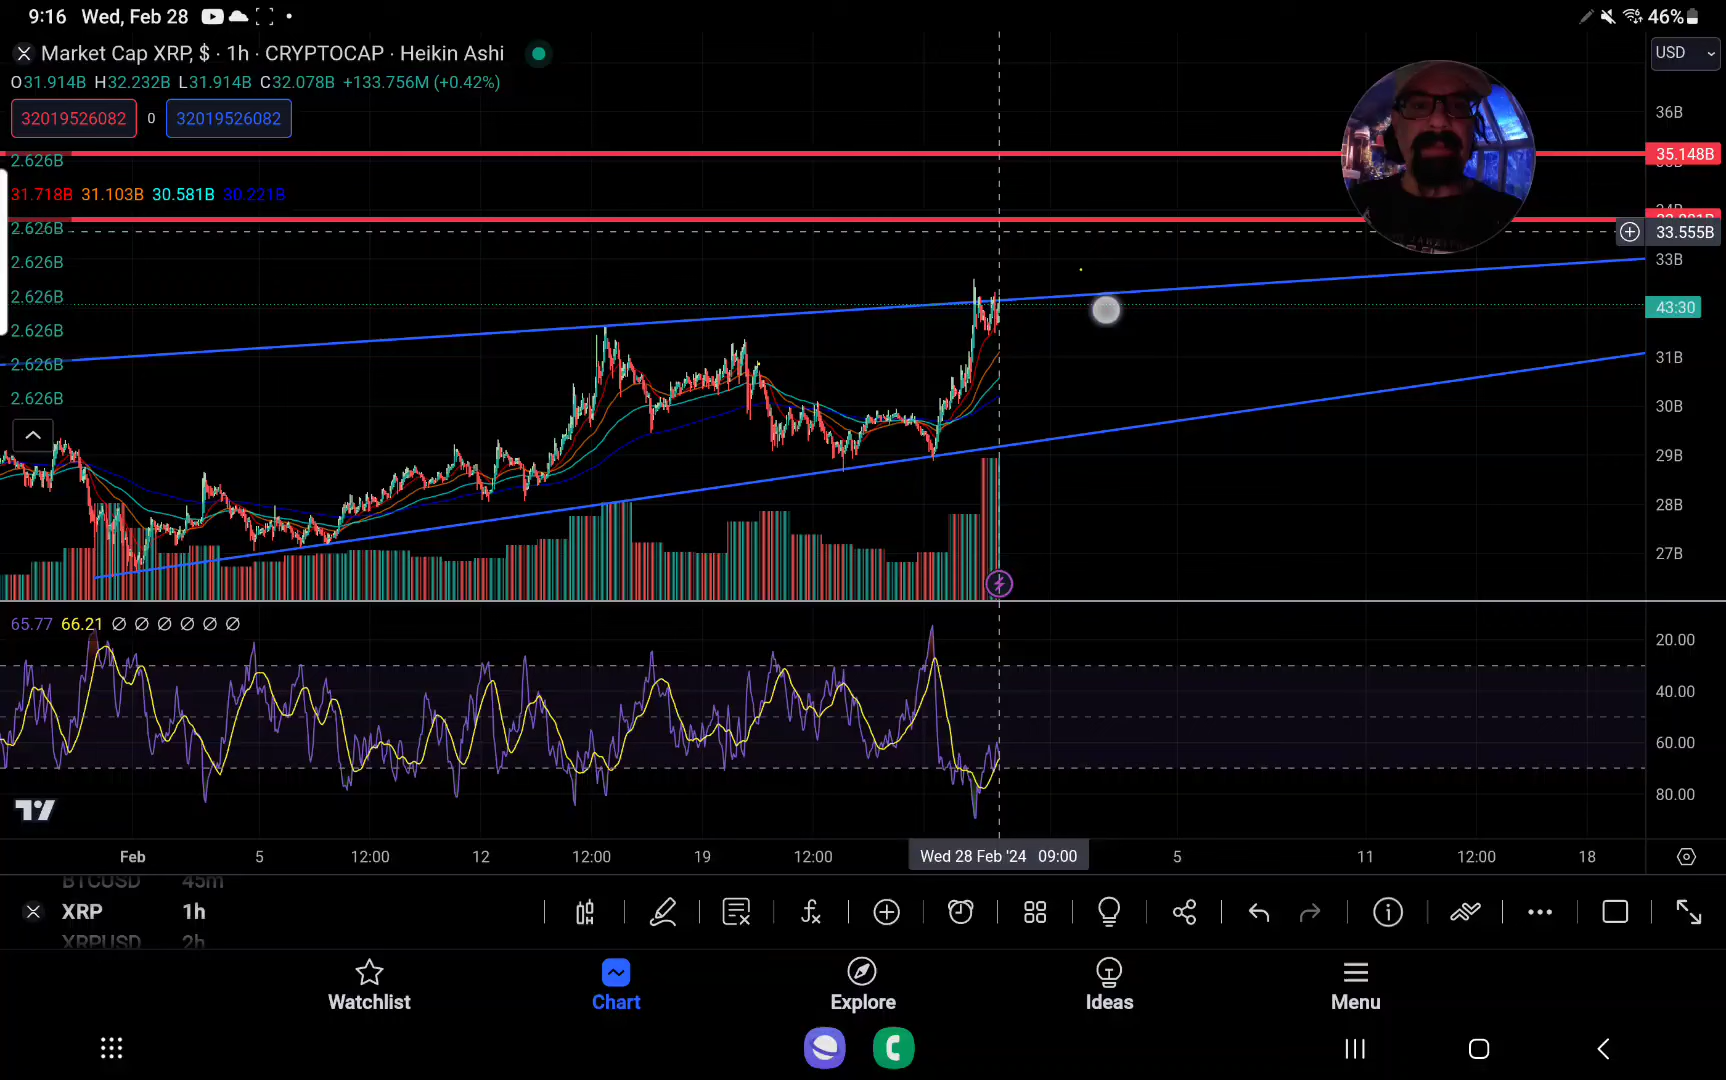 9:16 Wed, Feb 28
46%
Market Cap XRP, $ · 1h · CRYPTOCAP · Heikin Ashi
USD
O31.914B H32.232B L31.914B C32.078B +133.756M (+0.42%)
32019526082 0 32019526082
36B
2.626B
35.148B
31.718B 31.103B 30.581B 30.221B
2.626B
33.555B
2.626B
33B
2.626B
43:30
2.626B
2.626B
31B
2.626B
30B
29B
28B
27B
65.77 66.21 Ø Ø Ø Ø Ø Ø
20.00
40.00
60.00
80.00
Feb 5 12:00 12 12:00 19 12:00 Wed 28 Feb '24 09:00 5 11 12:00 18
BTCUSD 45m
XRP 1h
XRPUSD 2h
Watchlist Chart Explore Ideas Menu